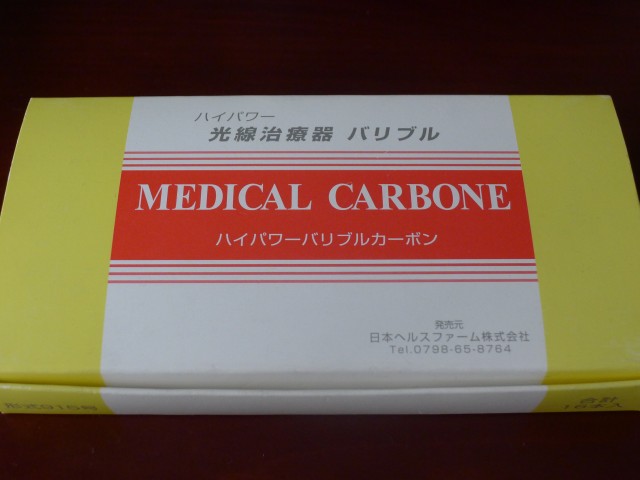 ハイパワー
光線治療器 バリブル
MEDICAL CARBONE
ハイパワーバリブルカーボン
発売元
日本ヘルスファーム株式会社
Tel.0798-65-8764
合計